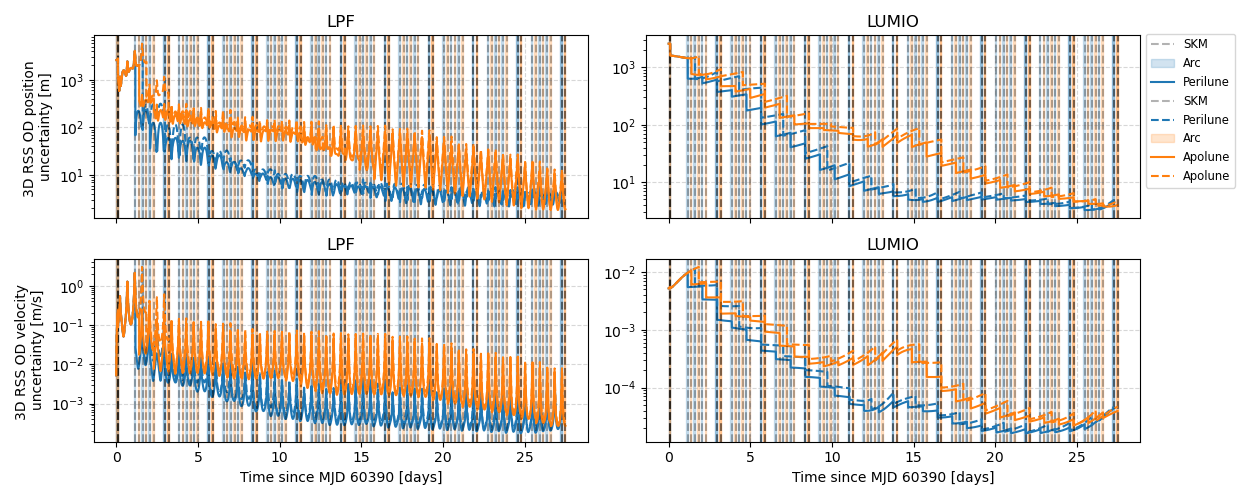 LPF
LUMIO
3D RSS OD position
uncertainty [m]
10³
10²
10¹
10³
10²
10¹
SKM
Arc
Perilune
SKM
Perilune
Arc
Apolune
Apolune
LPF
LUMIO
3D RSS OD velocity
uncertainty [m/s]
10⁰
10⁻¹
10⁻²
10⁻³
10⁻²
10⁻³
10⁻⁴
0 5 10 15 20 25
0 5 10 15 20 25
Time since MJD 60390 [days]
Time since MJD 60390 [days]